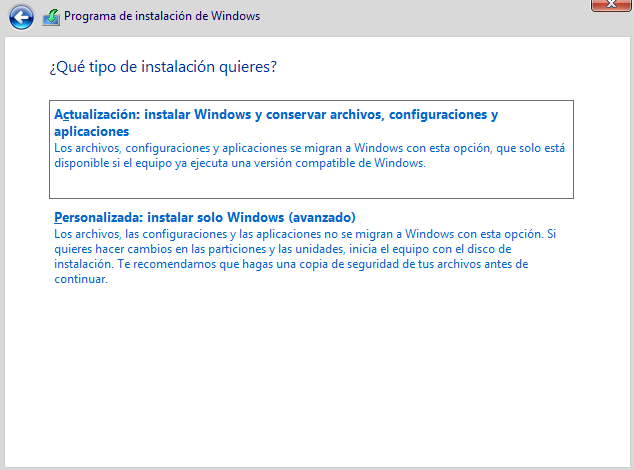 Programa de instalación de Windows
¿Qué tipo de instalación quieres?
Actualización: instalar Windows y conservar archivos, configuraciones y
aplicaciones
Los archivos, configuraciones y aplicaciones se migran a Windows con esta opción, que solo está
disponible si el equipo ya ejecuta una versión compatible de Windows.
Personalizada: instalar solo Windows (avanzado)
Los archivos, las configuraciones y las aplicaciones no se migran a Windows con esta opción. Si
quieres hacer cambios en las particiones y las unidades, inicia el equipo con el disco de
instalación. Te recomendamos que hagas una copia de seguridad de tus archivos antes de
continuar.